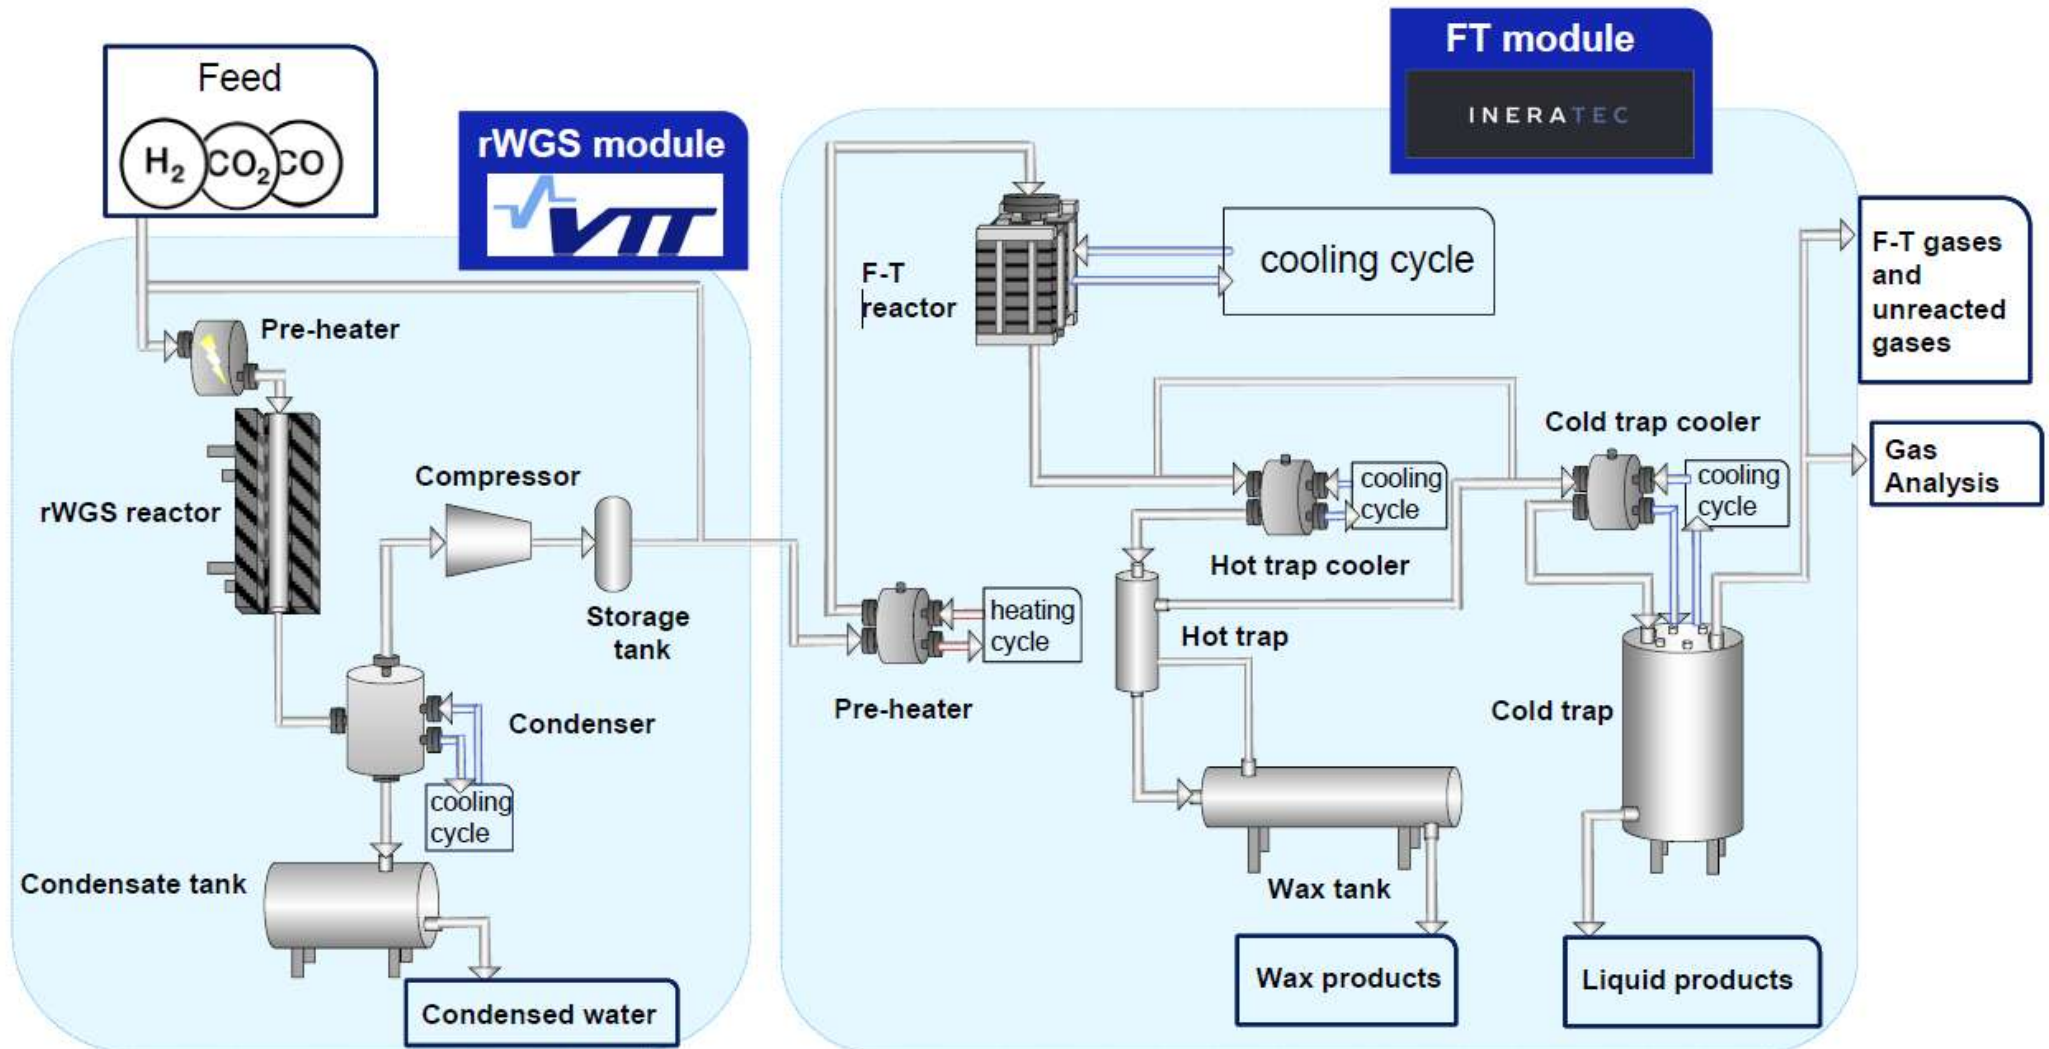 Feed
H2
CO2
CO
rWGS module
VTT
Pre-heater
rWGS reactor
Compressor
Storage
tank
Condenser
cooling
cycle
Condensate tank
Condensed water
FT module
INERATEC
F-T
reactor
cooling cycle
Pre-heater
heating
cycle
Hot trap cooler
cooling
cycle
Hot trap
Wax tank
Wax products
Cold trap cooler
cooling
cycle
Cold trap
Liquid products
F-T gases
and
unreacted
gases
Gas
Analysis